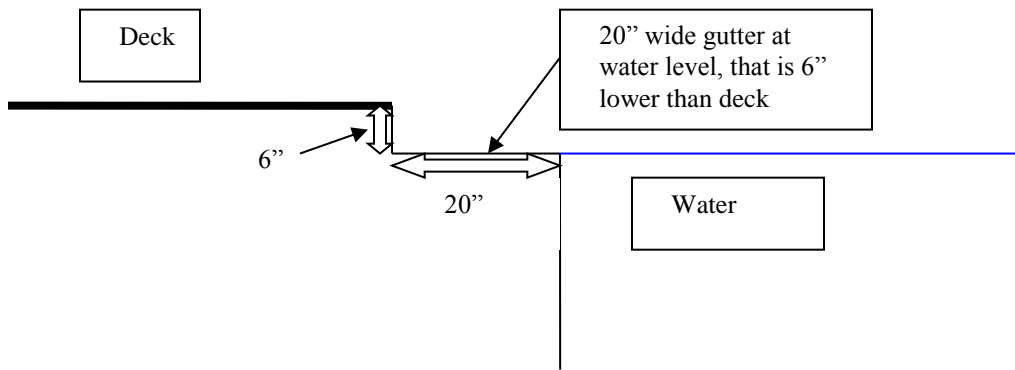 Deck
20” wide gutter at
water level, that is 6”
lower than deck
6”
20”
Water